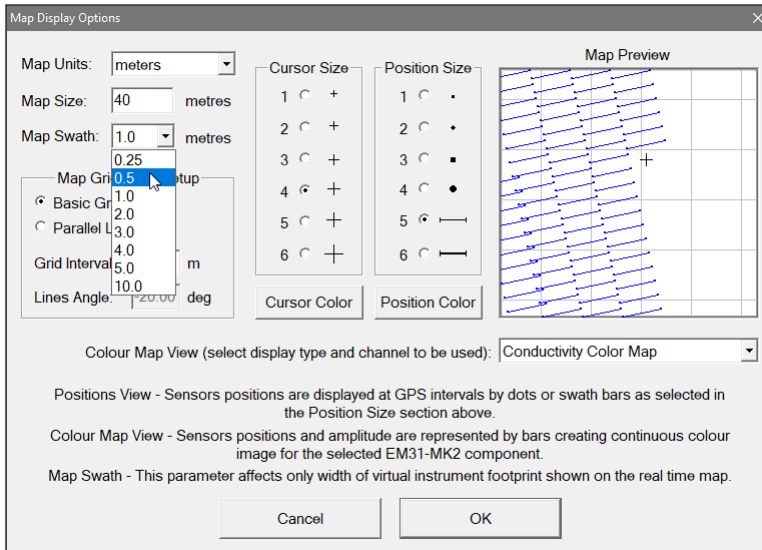 Map Display Options
Map Units: meters
Map Size: 40 metres
Map Swath: 1.0 metres
0.25
0.5
1.0
2.0
3.0
4.0
5.0
10.0
Map Gri tup
Basic Gr
Parallel L
Grid Interval m
Lines Angle: -20.00 deg
Cursor Size
1
2
3
4
5
6
Cursor Color
Position Size
1
2
3
4
5
6
Position Color
Map Preview
Colour Map View (select display type and channel to be used): Conductivity Color Map
Positions View - Sensors positions are displayed at GPS intervals by dots or swath bars as selected in
the Position Size section above.
Colour Map View - Sensors positions and amplitude are represented by bars creating continuous colour
image for the selected EM31-MK2 component.
Map Swath - This parameter affects only width of virtual instrument footprint shown on the real time map.
Cancel
OK